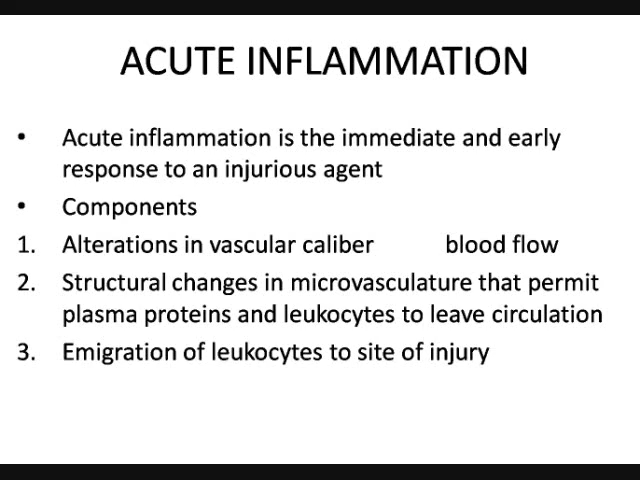 ACUTE INFLAMMATION
• Acute inflammation is the immediate and early
response to an injurious agent
• Components
1. Alterations in vascular caliber blood flow
2. Structural changes in microvasculature that permit
plasma proteins and leukocytes to leave circulation
3. Emigration of leukocytes to site of injury